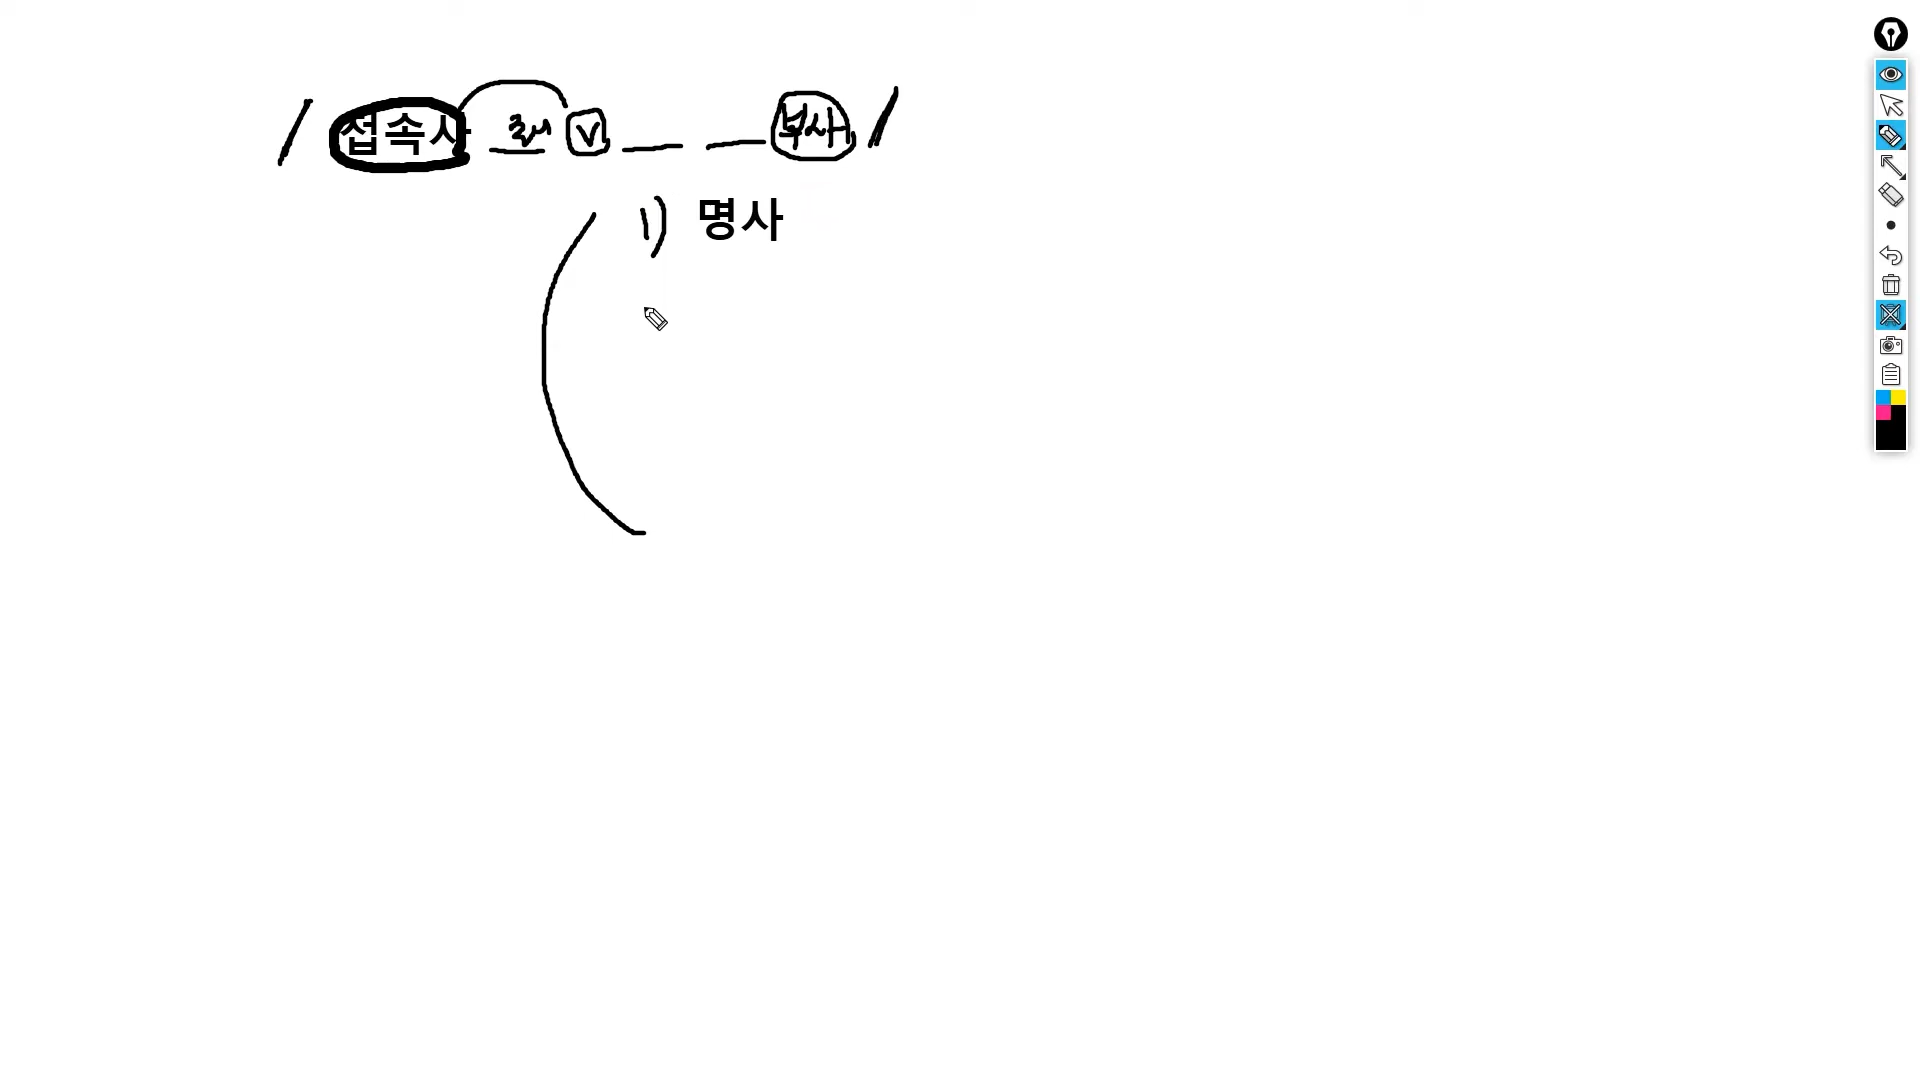 / 접속사 주어 V __ __ 부사 /
1) 명사